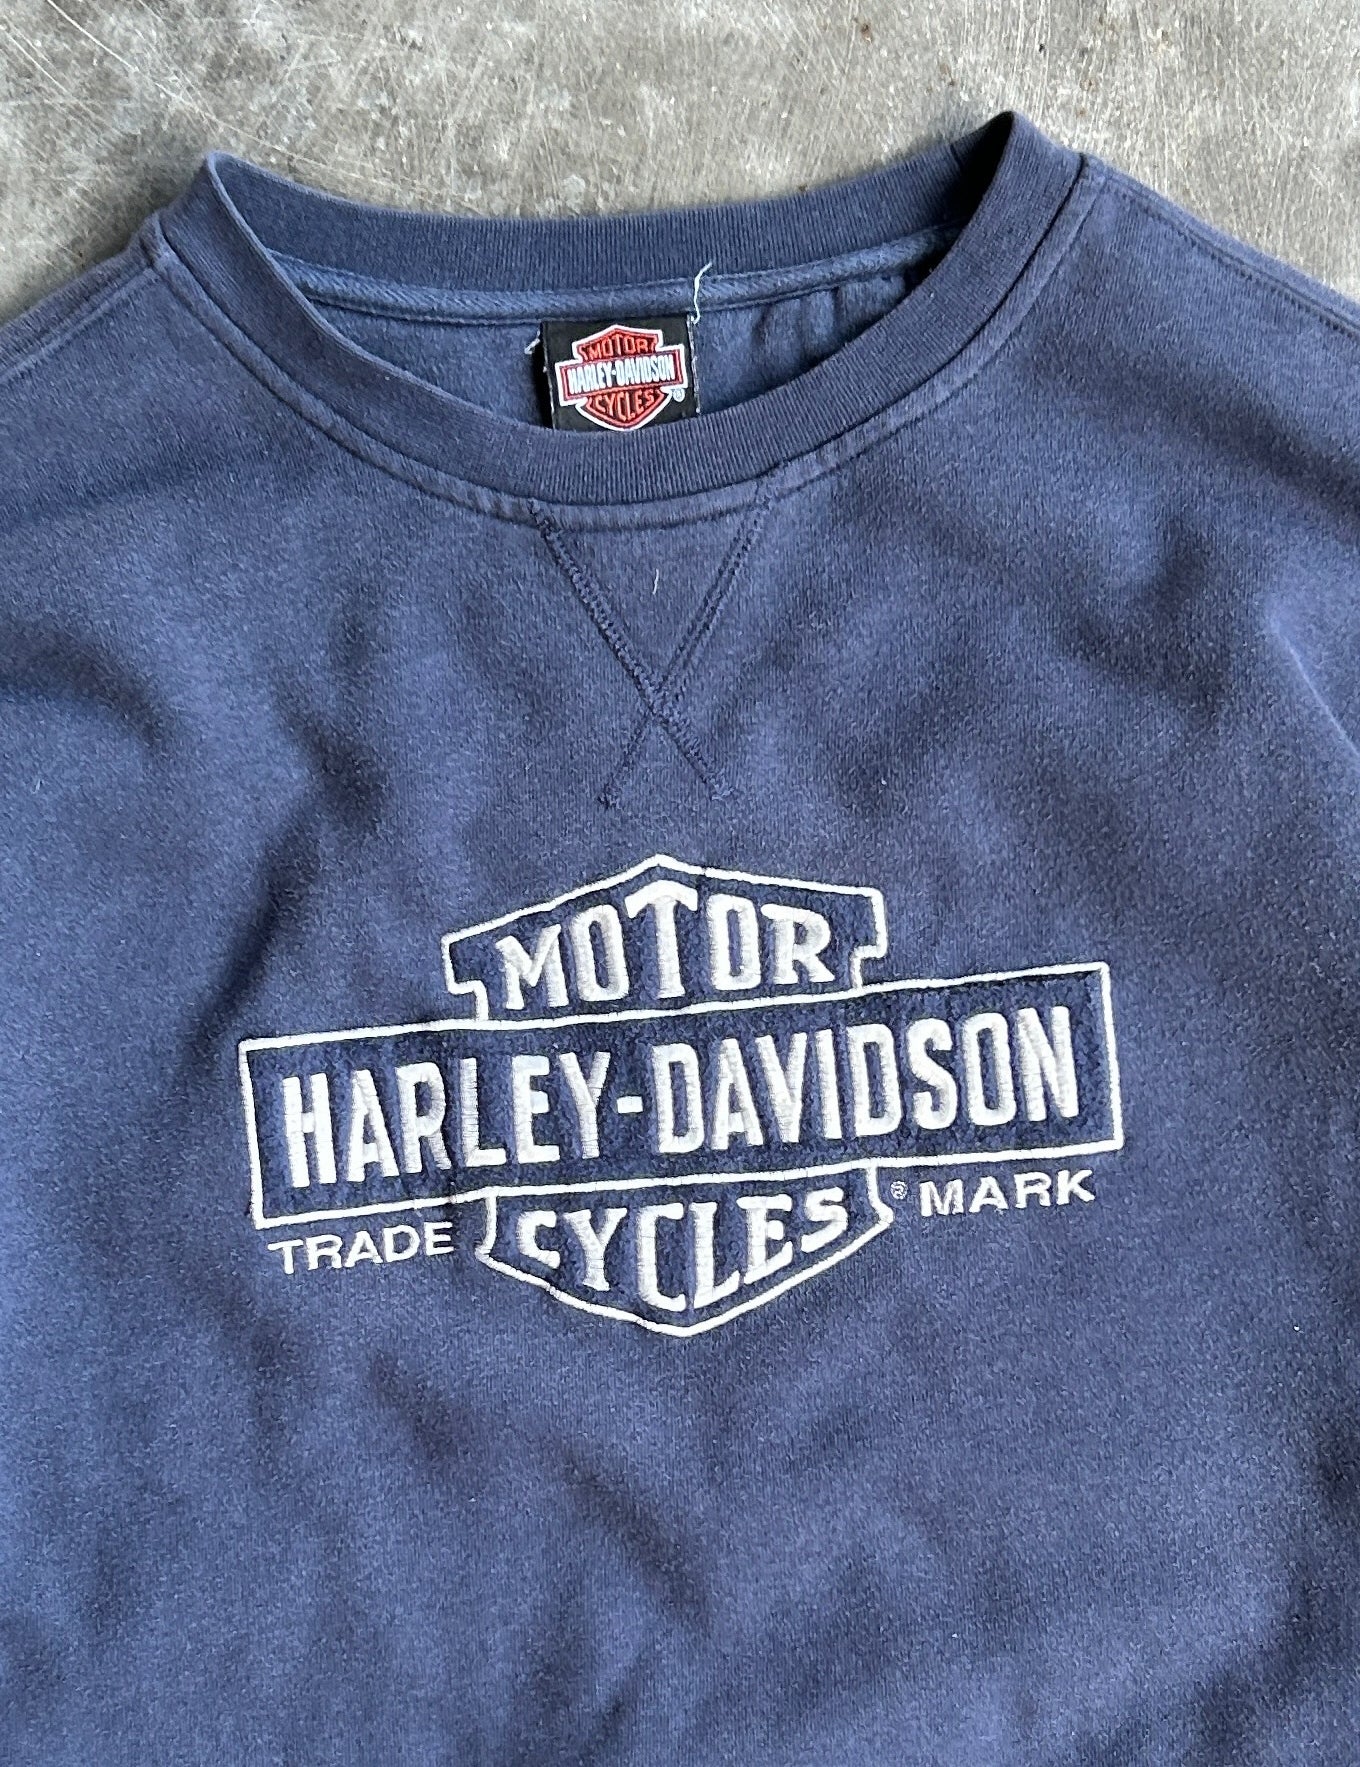 MOTOR
HARLEY-DAVIDSON
CYCLES ®
MOTOR
HARLEY-DAVIDSON
TRADE CYCLES ® MARK